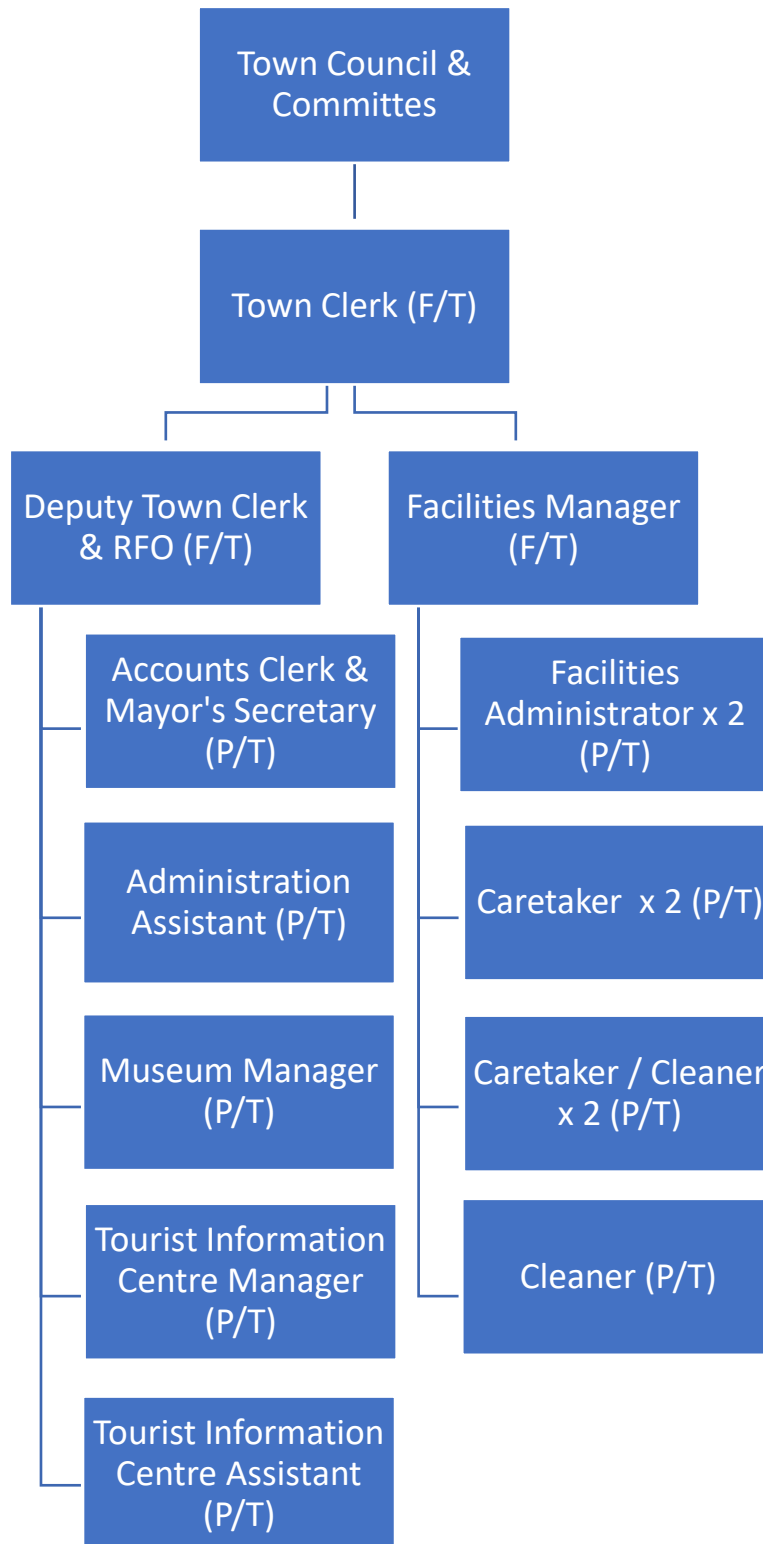 Town Council &
Committes
Town Clerk (F/T)
Deputy Town Clerk
& RFO (F/T)
Accounts Clerk &
Mayor's Secretary
(P/T)
Administration
Assistant (P/T)
Museum Manager
(P/T)
Tourist Information
Centre Manager
(P/T)
Tourist Information
Centre Assistant
(P/T)
Facilities Manager
(F/T)
Facilities
Administrator x 2
(P/T)
Caretaker  x 2 (P/T)
Caretaker / Cleaner
x 2 (P/T)
Cleaner (P/T)